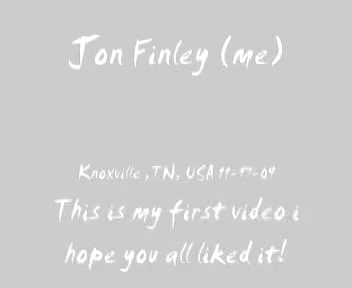 Jon Finley (me)
Knoxville ,TN, USA 11-17-09
This is my first video i
hope you all liked it!